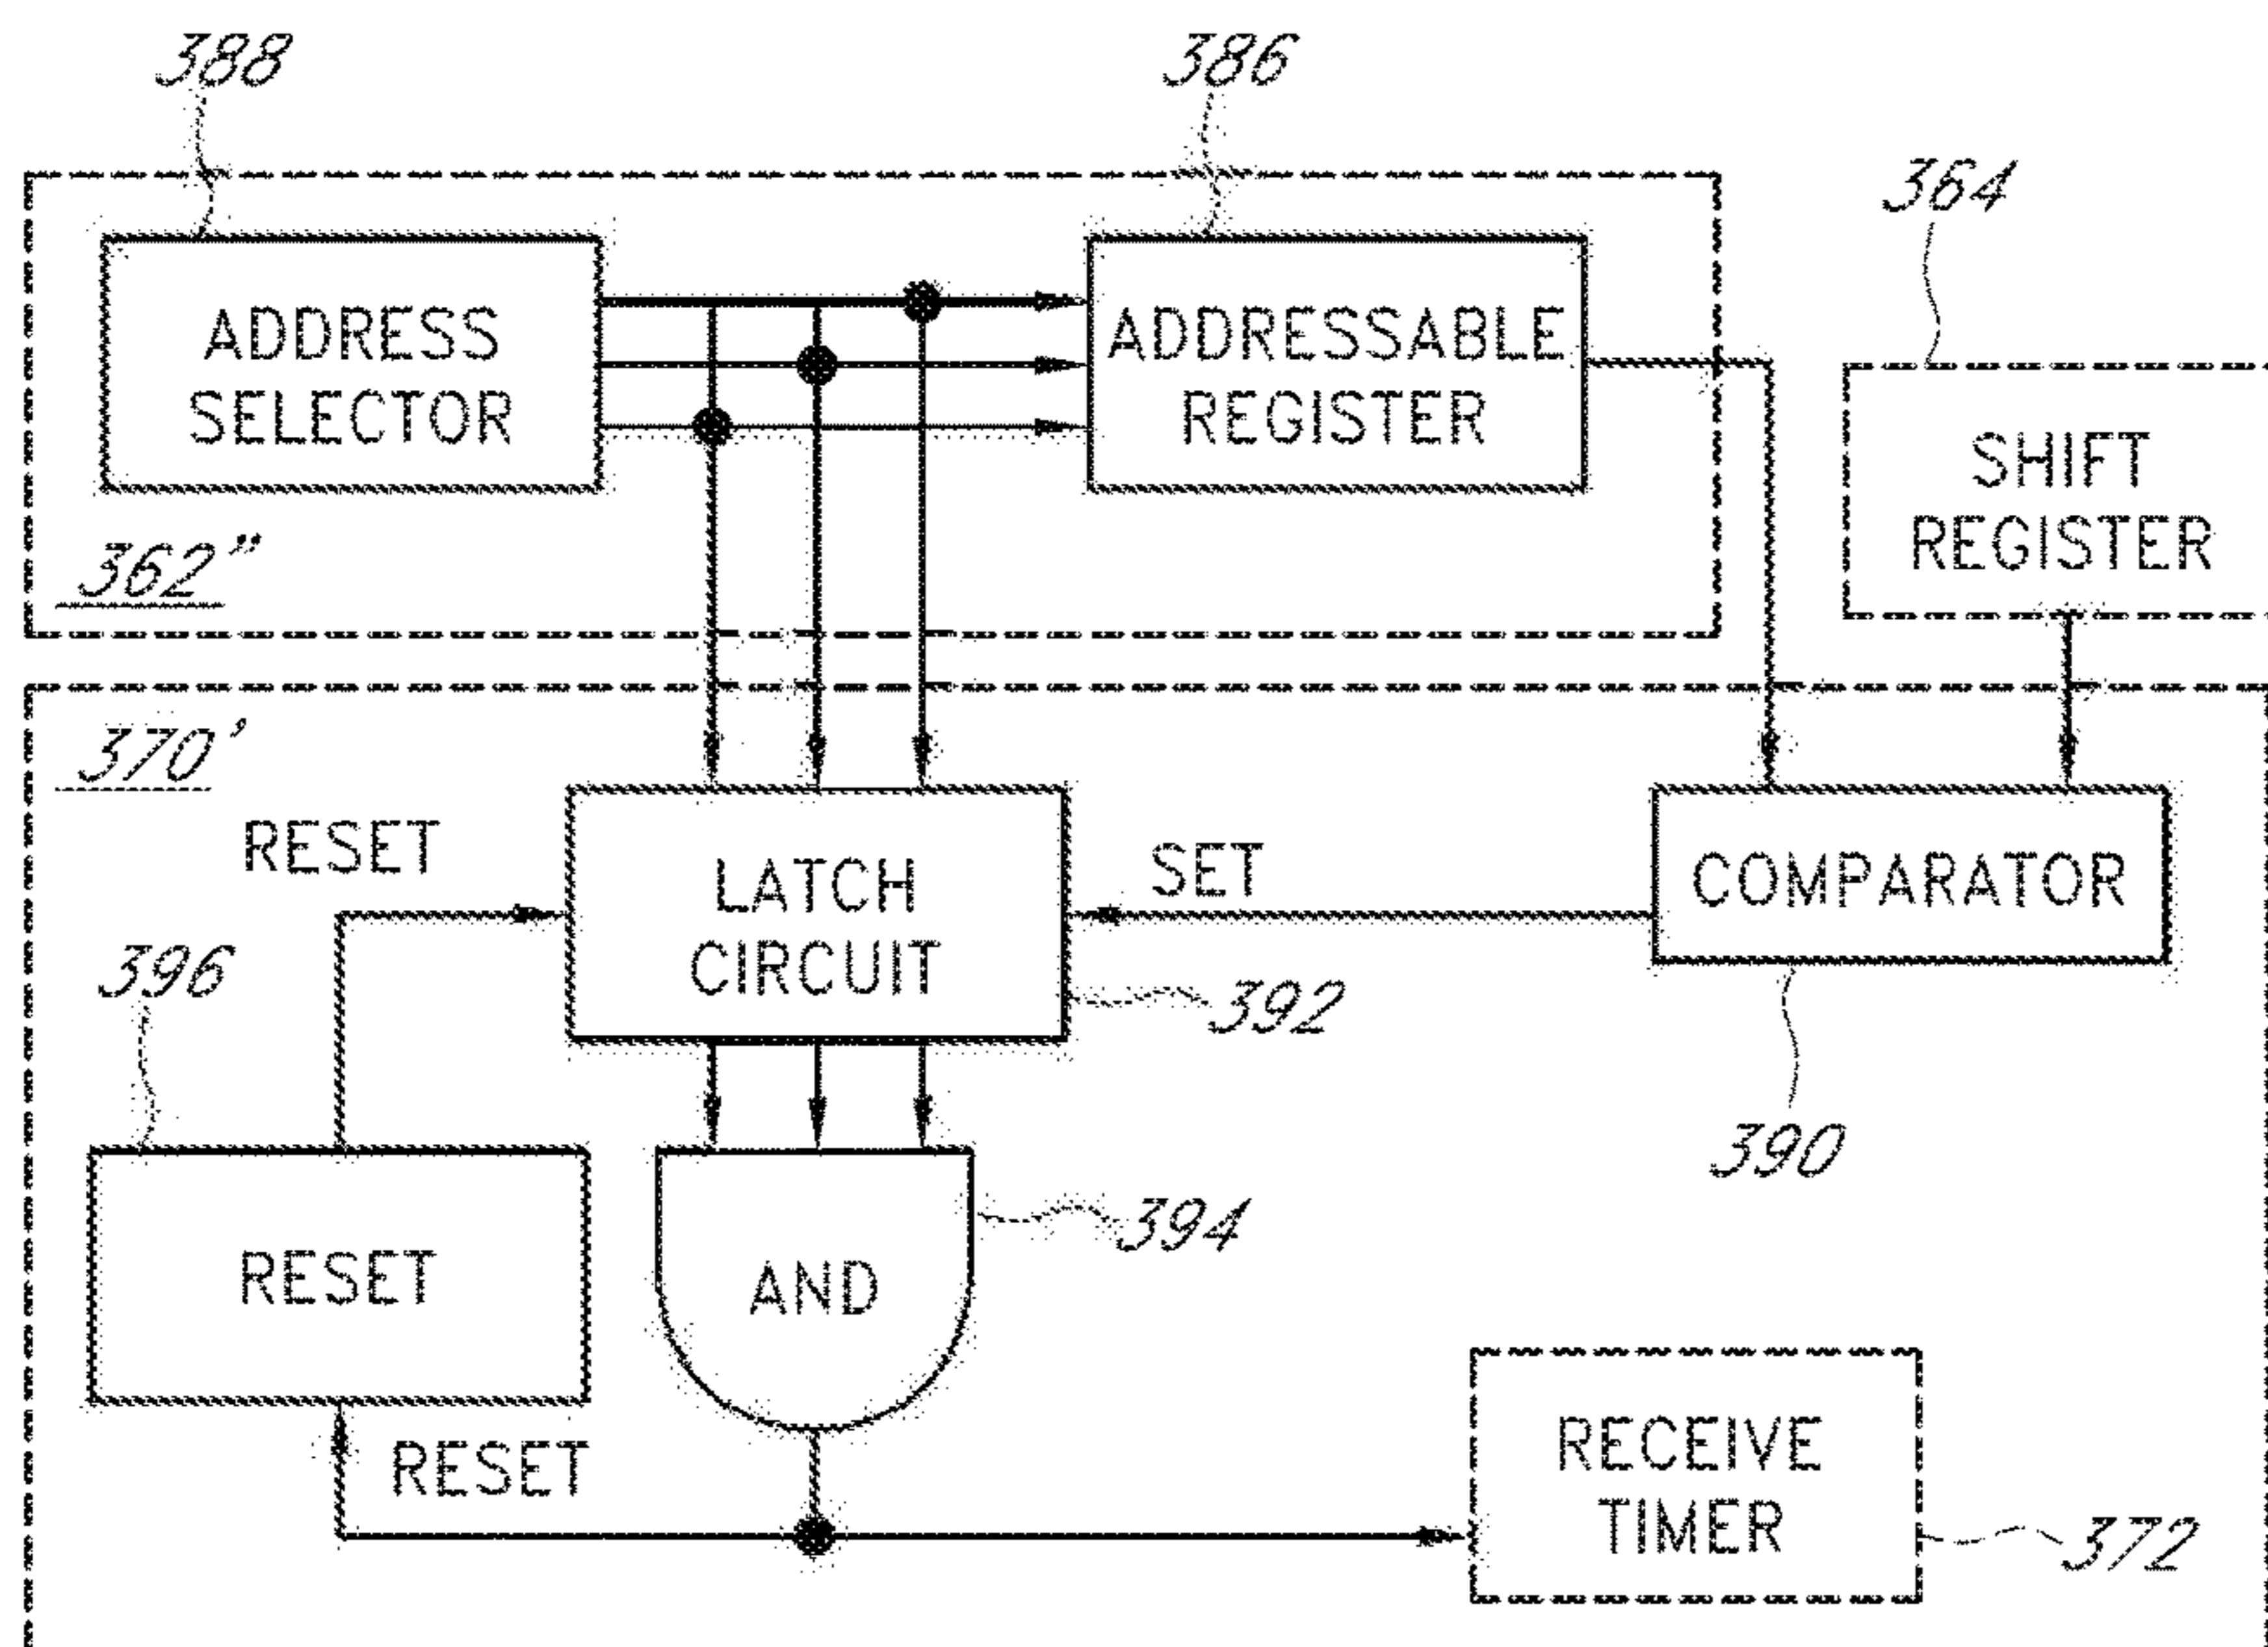 388
386
364
ADDRESS
SELECTOR
ADDRESSABLE
REGISTER
SHIFT
REGISTER
362”
370’
RESET
LATCH
CIRCUIT
SET
COMPARATOR
396
392
390
394
RESET
AND
RESET
RECEIVE
TIMER
372